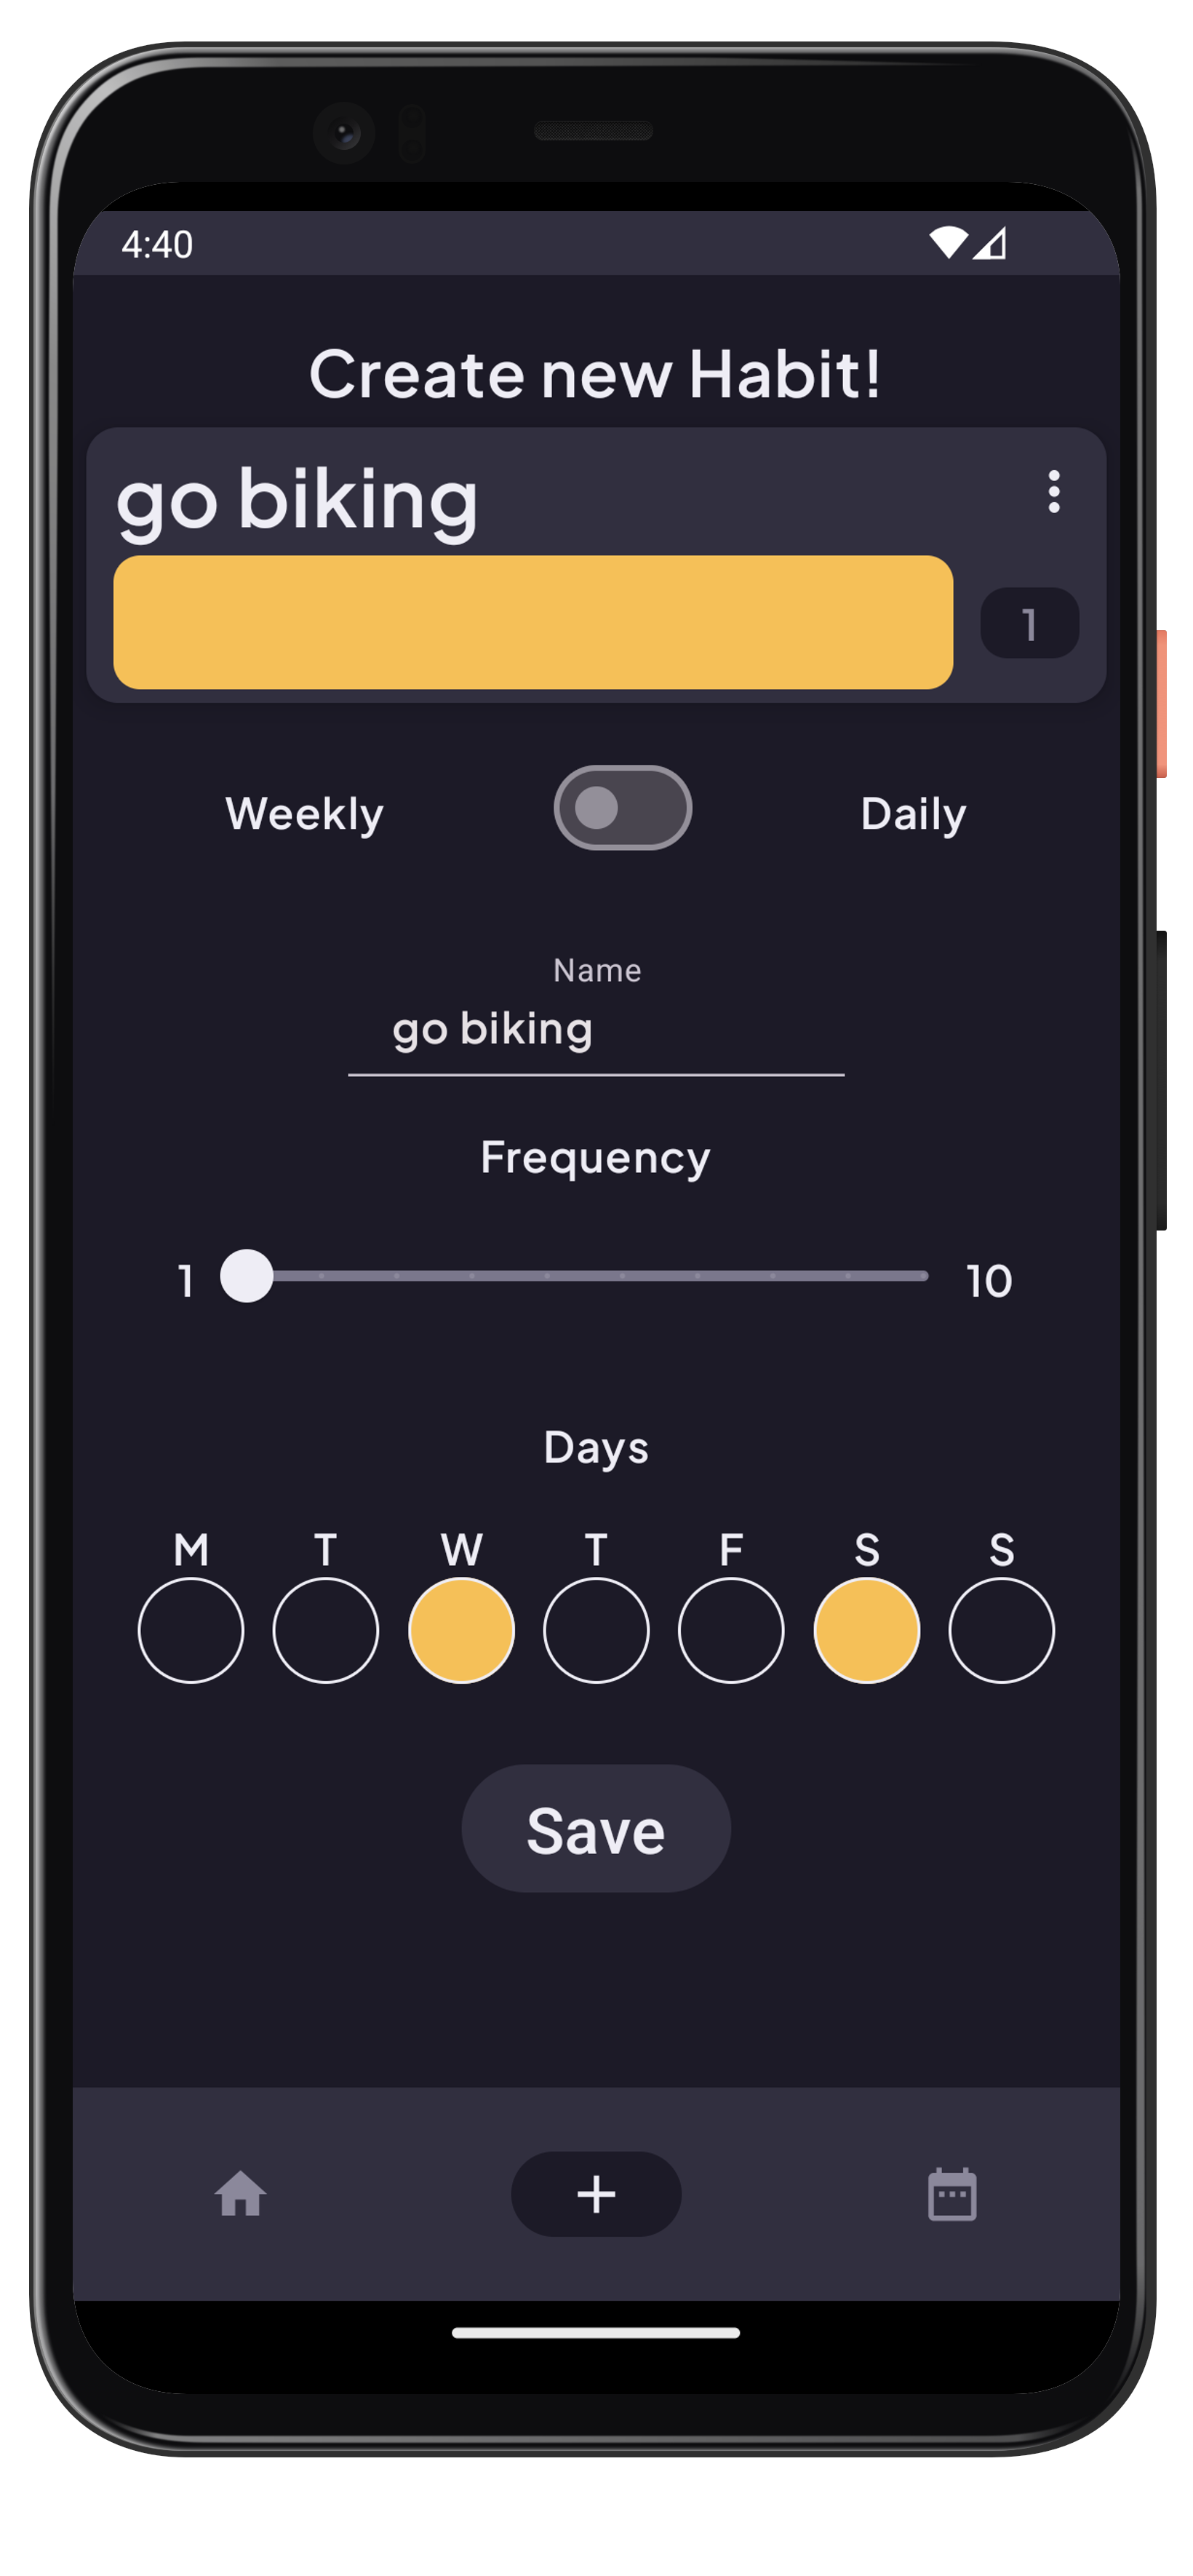 4:40
Create new Habit!
go biking
1
Weekly Daily
Name
go biking
Frequency
1 10
Days
M T W T F S S
Save